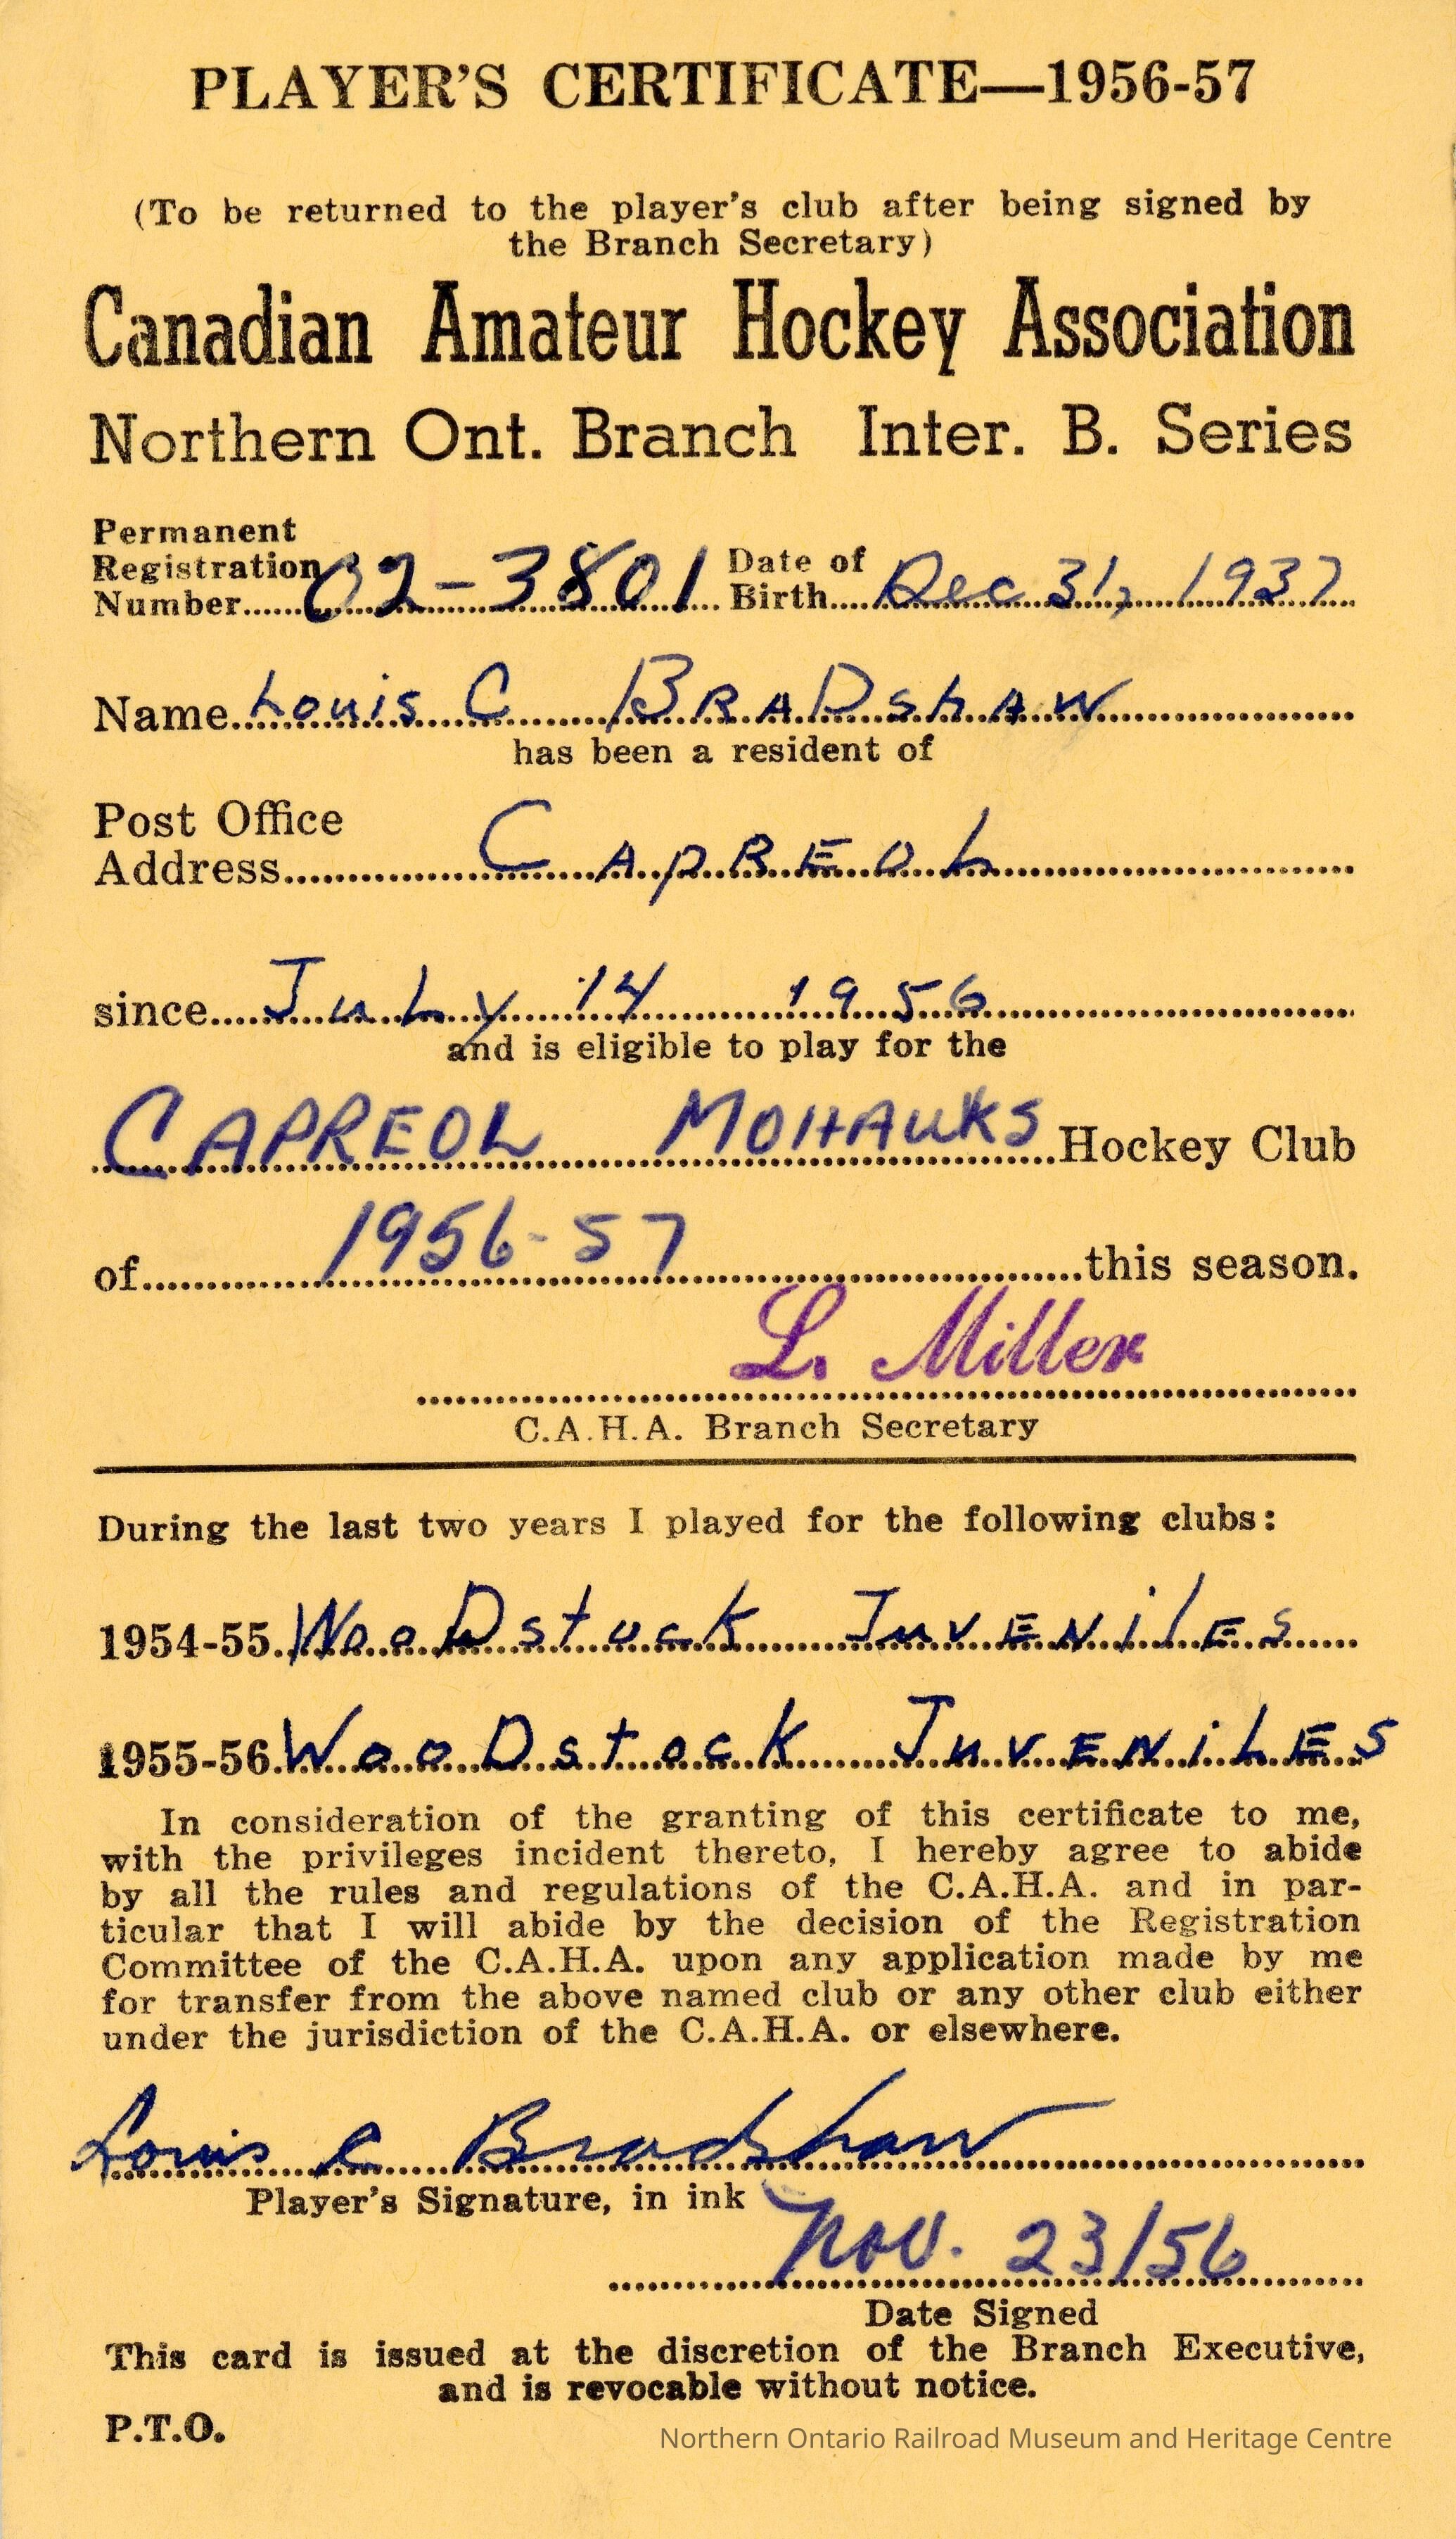 PLAYER'S CERTIFICATE—1956-57
(To be returned to the player's club after being signed by
the Branch Secretary)
Canadian Amateur Hockey Association
Northern Ont. Branch Inter. B. Series
Permanent
Registration
Number......02-3801 Date of Birth....Dec 31, 1937
Name Louis C BRADshAW
has been a resident of
Post Office
Address CApREoL
since July 14 1956
and is eligible to play for the
CAPREOL MOHAUKS Hockey Club
of 1956-57 this season.
L. Miller
C.A.H.A. Branch Secretary
During the last two years I played for the following clubs:
1954-55. WooDstock JuvENilES
1955-56. WooDstock JuvENiLES
In consideration of the granting of this certificate to me,
with the privileges incident thereto, I hereby agree to abide
by all the rules and regulations of the C.A.H.A. and in par-
ticular that I will abide by the decision of the Registration
Committee of the C.A.H.A. upon any application made by me
for transfer from the above named club or any other club either
under the jurisdiction of the C.A.H.A. or elsewhere.
Louis C Bradshaw
Player's Signature, in ink
Nov. 23/56
Date Signed
This card is issued at the discretion of the Branch Executive,
and is revocable without notice.
P.T.O.
Northern Ontario Railroad Museum and Heritage Centre